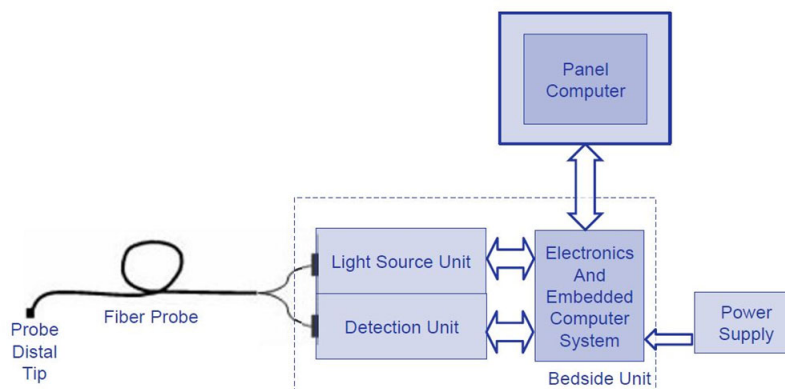 Panel
Computer
Light Source Unit
Detection Unit
Electronics
And
Embedded
Computer
System
Power
Supply
Fiber Probe
Probe
Distal
Tip
Bedside Unit